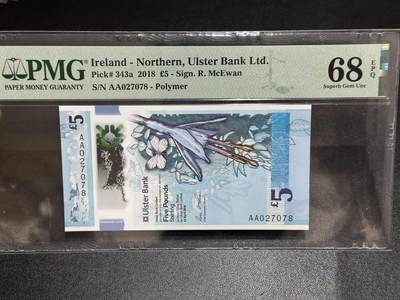 PMG
PAPER MONEY GUARANTY
Ireland - Northern, Ulster Bank Ltd.
Pick# 343a 2018 £5 - Sign. R. McEwan
S/N AA027078 - Polymer
68 EPQ
Superb Gem Unc
£5
AA027078
Ulster Bank
Five Pounds
Sterling
£5
AA027078